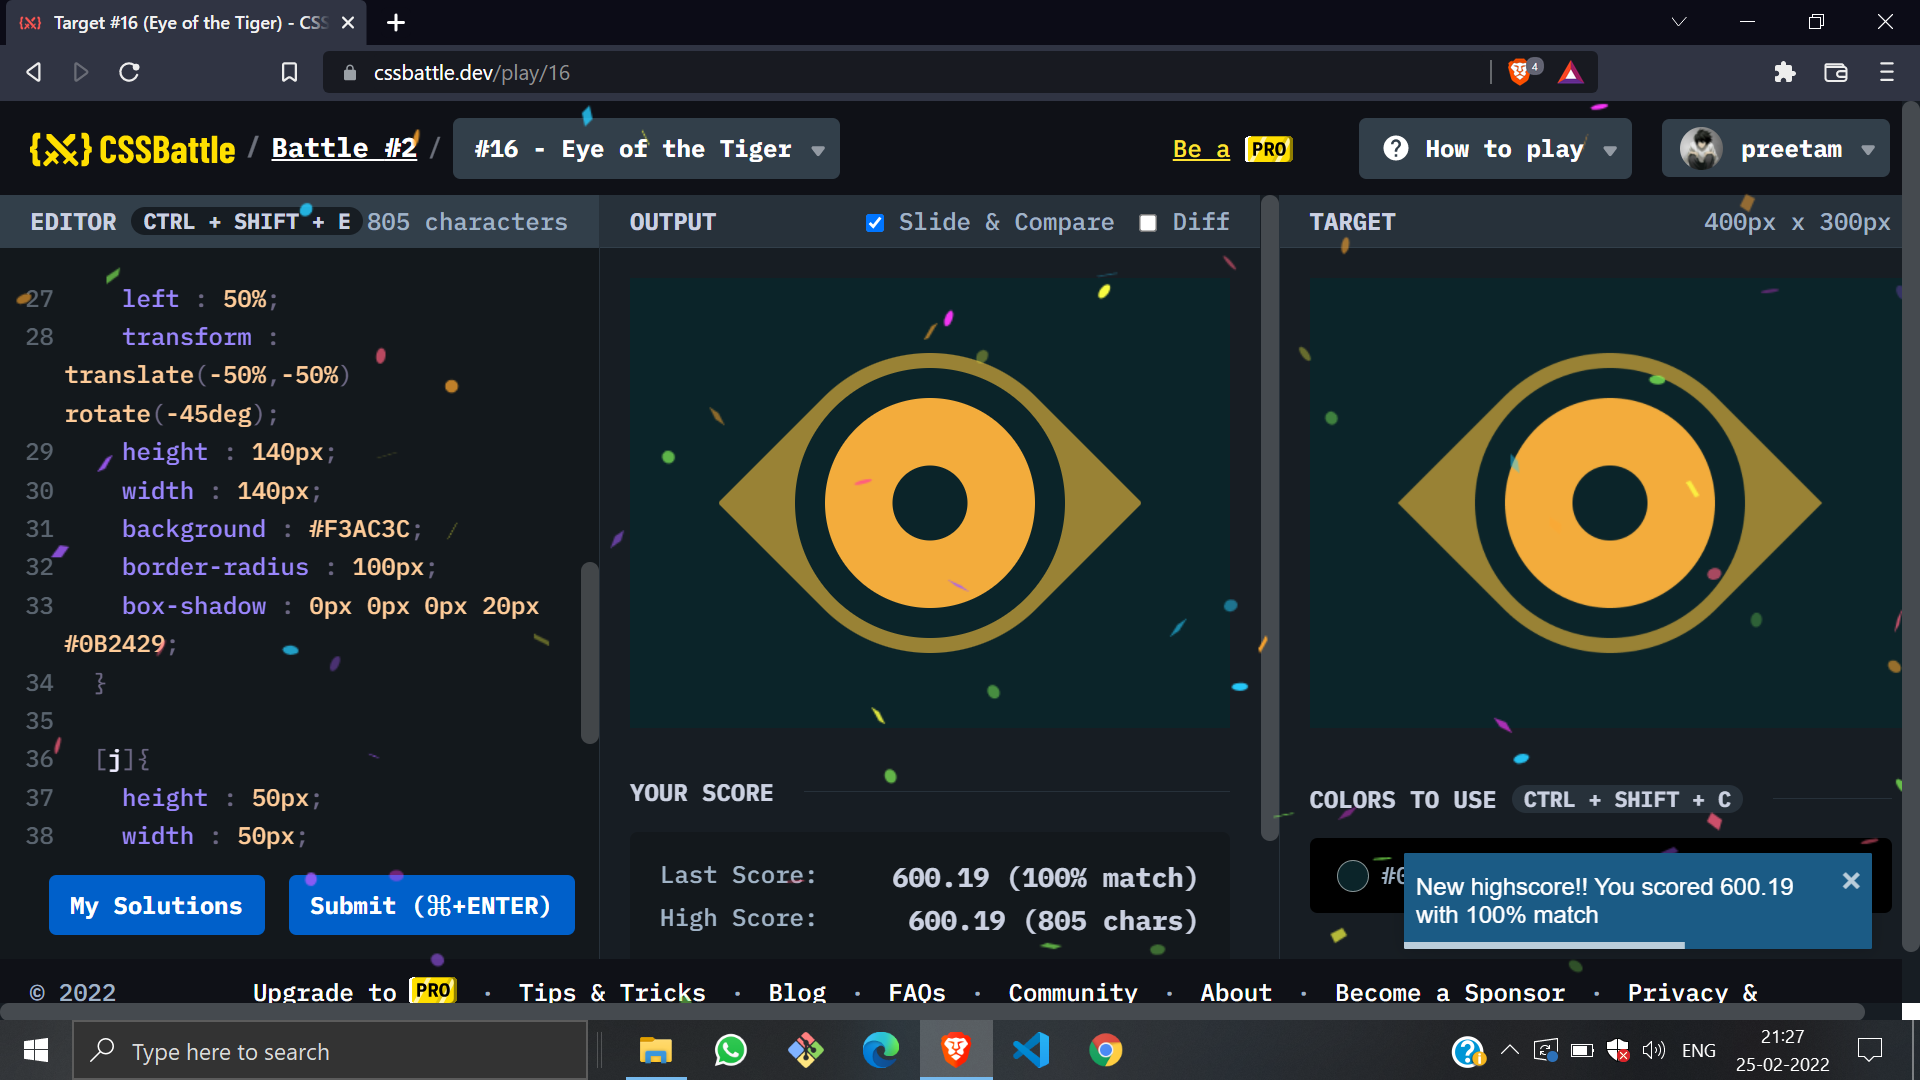 Target #16 (Eye of the Tiger) - CSS
cssbattle.dev/play/16
4
CSSBattle / Battle #2 / #16 - Eye of the Tiger
Be a PRO
How to play
preetam
EDITOR CTRL + SHIFT + E 805 characters
OUTPUT
Slide & Compare
Diff
TARGET
400px x 300px
27 left : 50%;
28 transform :
translate(-50%,-50%)
rotate(-45deg);
29 height : 140px;
30 width : 140px;
31 background : #F3AC3C;
32 border-radius : 100px;
33 box-shadow : 0px 0px 0px 20px
#0B2429;
34 }
35
36 [j]{
37 height : 50px;
38 width : 50px;
My Solutions
Submit (⌘+ENTER)
YOUR SCORE
Last Score: 600.19 (100% match)
High Score: 600.19 (805 chars)
COLORS TO USE CTRL + SHIFT + C
New highscore!! You scored 600.19
with 100% match
© 2022
Upgrade to PRO · Tips & Tricks · Blog · FAQs · Community · About · Become a Sponsor · Privacy &
Type here to search
ENG
21:27
25-02-2022